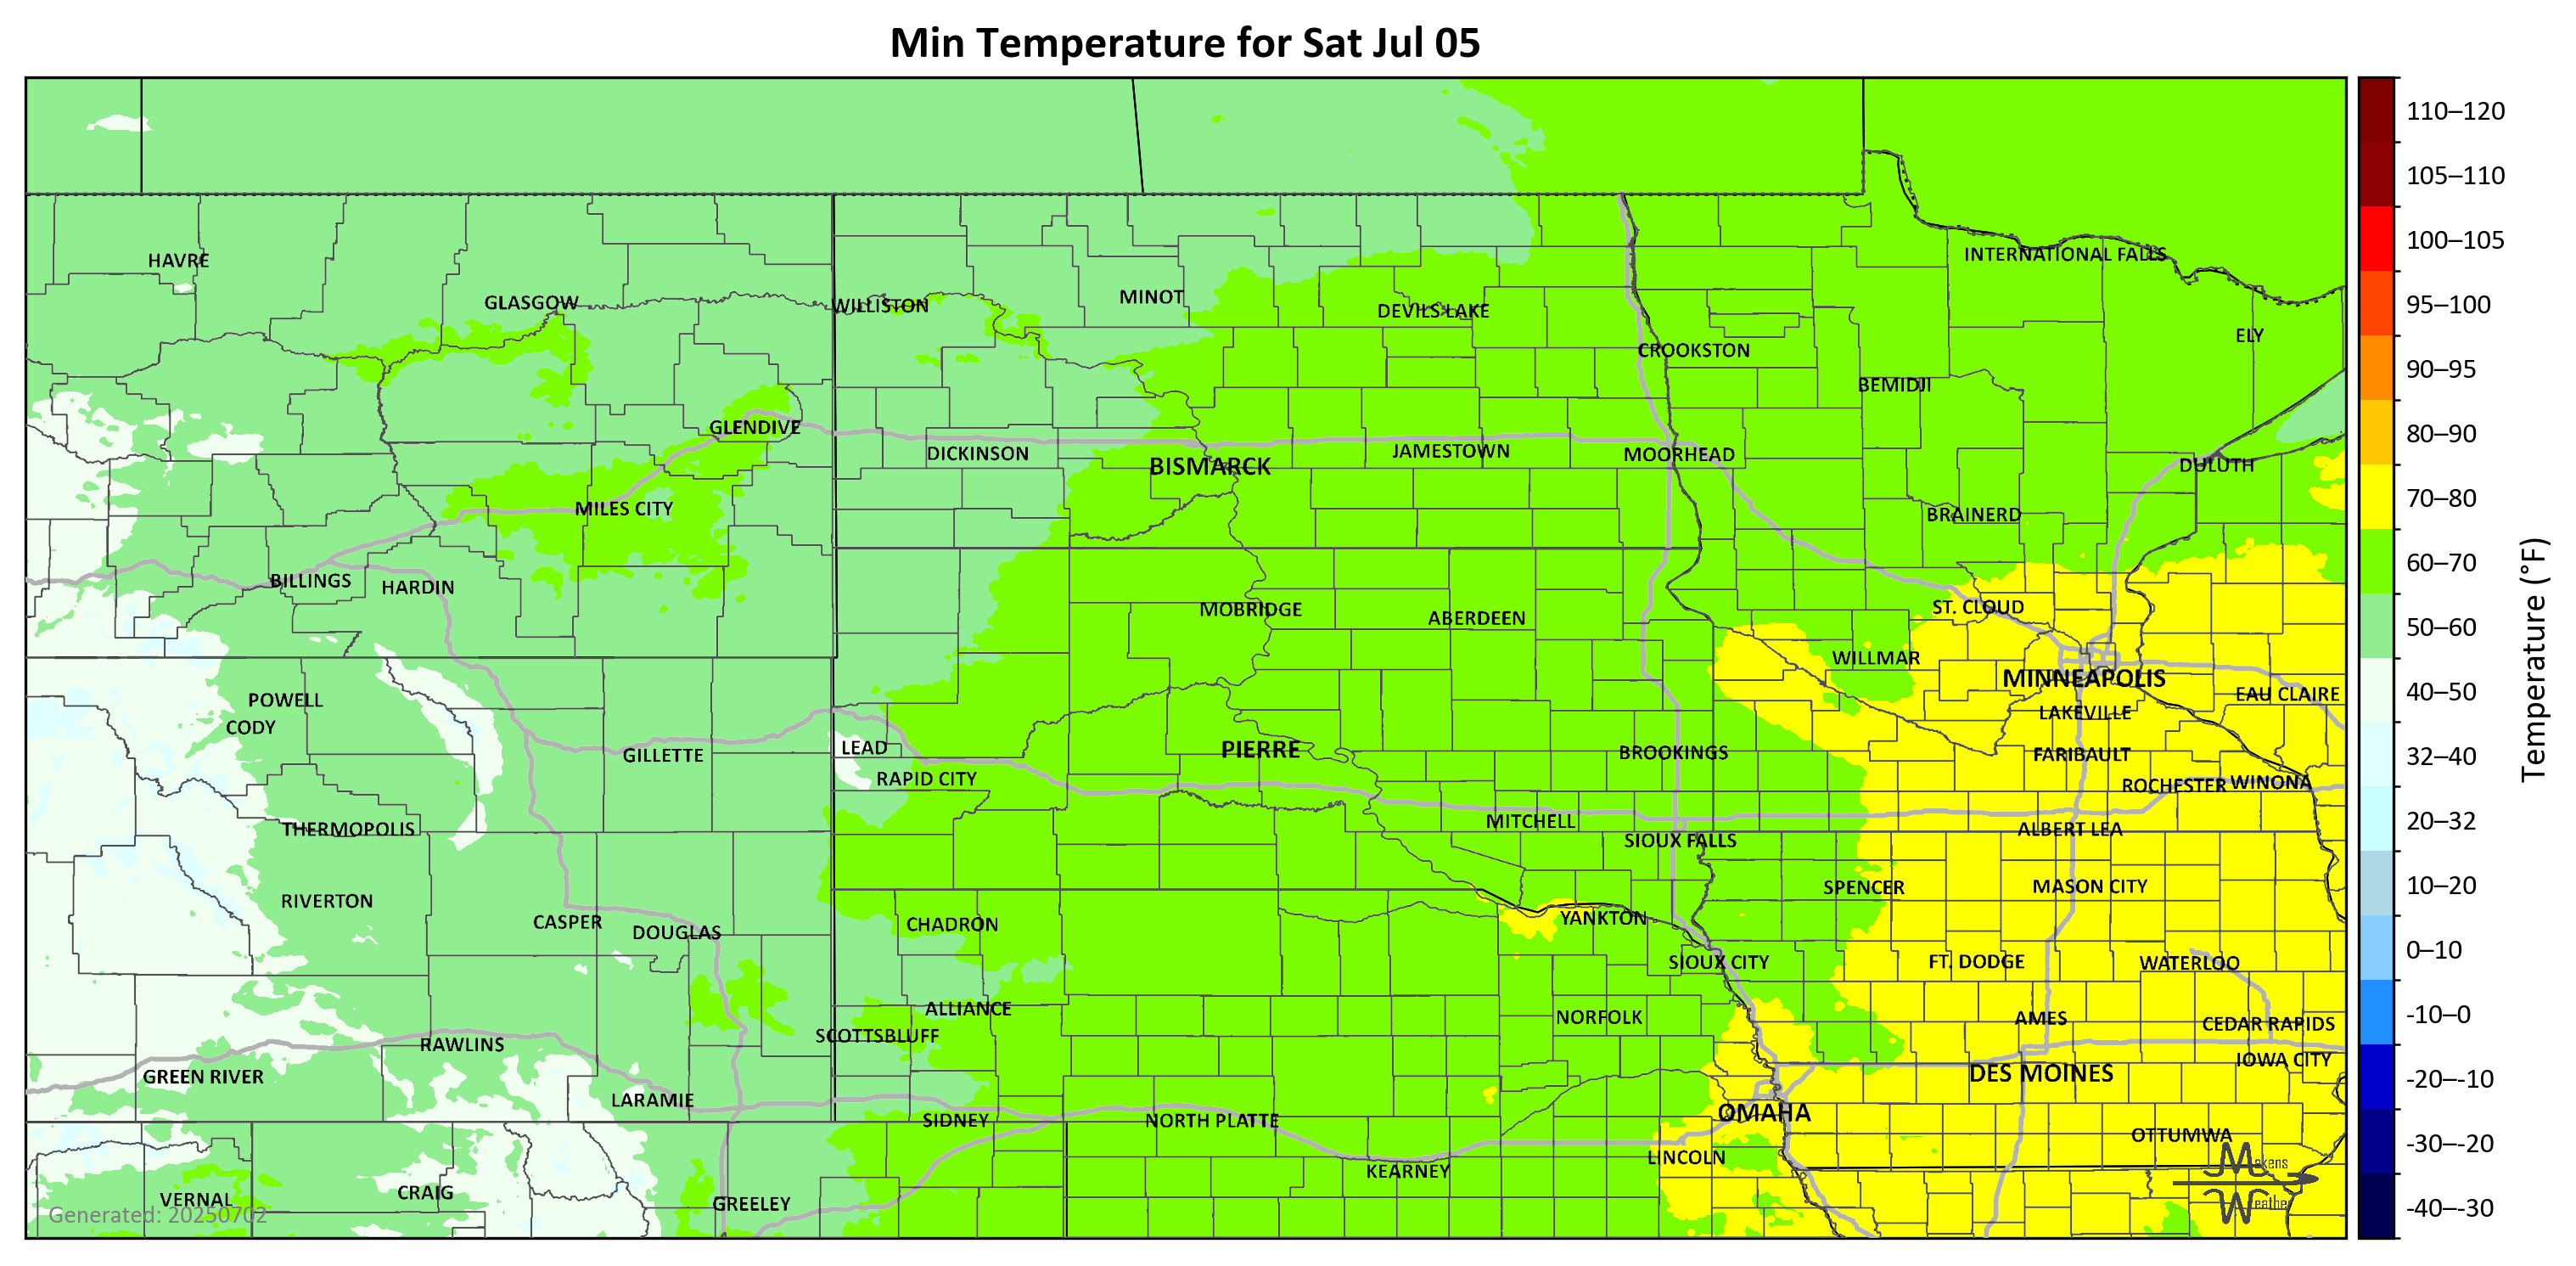 Min Temperature for Sat Jul 05
110–120
105–110
100–105
95–100
90–95
80–90
70–80
60–70
50–60
40–50
32–40
20–32
10–20
0–10
-10–0
-20–-10
-30–-20
-40–-30
Temperature (°F)
HAVRE
GLASGOW
WILLISTON
MINOT
DEVILS LAKE
INTERNATIONAL FALLS
ELY
CROOKSTON
BEMIDJI
GLENDIVE
DICKINSON
BISMARCK
JAMESTOWN
MOORHEAD
DULUTH
MILES CITY
BRAINERD
BILLINGS
HARDIN
MOBRIDGE
ABERDEEN
ST. CLOUD
WILLMAR
MINNEAPOLIS
EAU CLAIRE
POWELL
CODY
LAKEVILLE
GILLETTE
LEAD
PIERRE
BROOKINGS
FARIBAULT
RAPID CITY
ROCHESTER
WINONA
THERMOPOLIS
MITCHELL
SIOUX FALLS
ALBERT LEA
RIVERTON
SPENCER
MASON CITY
CASPER
DOUGLAS
CHADRON
YANKTON
SIOUX CITY
FT. DODGE
WATERLOO
ALLIANCE
NORFOLK
AMES
CEDAR RAPIDS
SCOTTSBLUFF
RAWLINS
IOWA CITY
GREEN RIVER
DES MOINES
LARAMIE
SIDNEY
NORTH PLATTE
OMAHA
OTTUMWA
LINCOLN
KEARNEY
VERNAL
CRAIG
GREELEY
Generated: 20250702
Makens
Weather